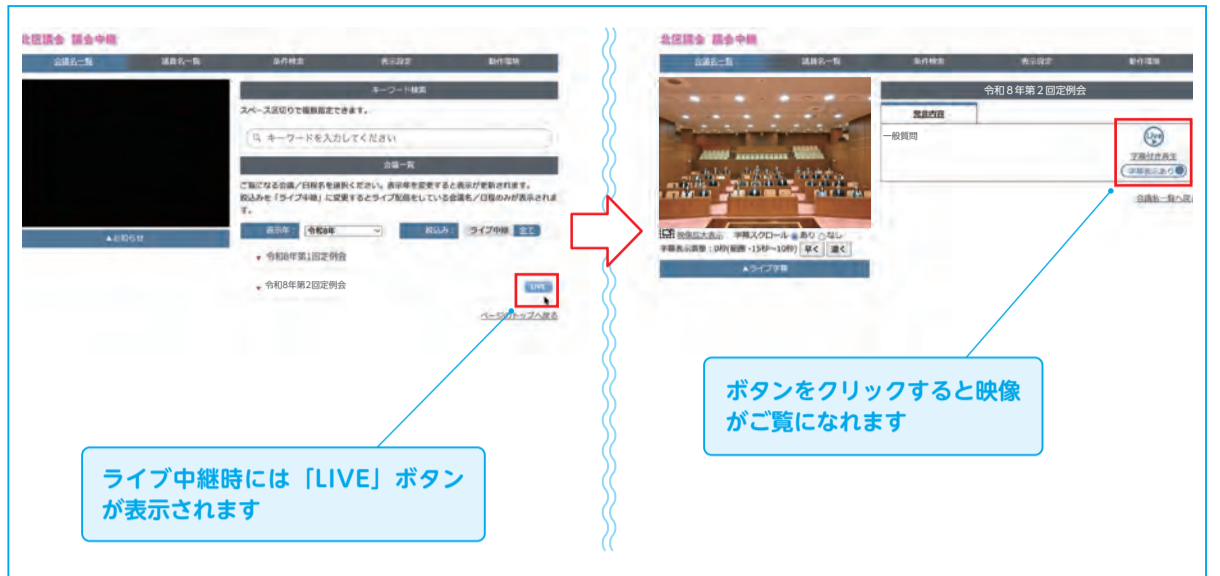 北区議会 議会中継
会議名一覧 議員名一覧 条件検索 表示設定 動作環境
キーワード検索
スペース区切りで複数指定できます。
キーワードを入力してください
会議一覧
ご覧になる会議/日程名を選択ください。表示年を変更すると表示が更新されます。
絞込みを「ライブ中継」に変更するとライブ配信をしている会議名/日程のみが表示されま
す。
▲お知らせ
表示年: 令和8年 絞込み: ライブ中継 全て
▼ 令和8年第1回定例会
▼ 令和8年第2回定例会 LIVE
ページのトップへ戻る
ライブ中継時には「LIVE」ボタン
が表示されます
北区議会 議会中継
会議名一覧 議員名一覧 条件検索 表示設定 動作環境
令和8年第2回定例会
発言内容
一般質問
Live
字幕付き再生
字幕表示あり
会議名一覧へ戻
映像拡大表示 字幕スクロール あり なし
字幕表示調整:0秒(範囲-15秒~10秒) 早く 遅く
▲ライブ字幕
ボタンをクリックすると映像
がご覧になれます